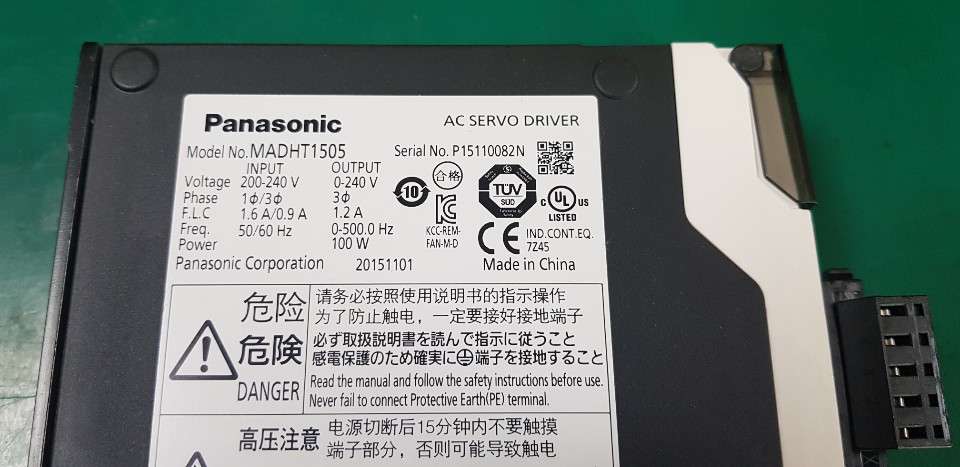 Panasonic
AC SERVO DRIVER
Model No. MADHT1505
Serial No. P15110082N
INPUT OUTPUT
Voltage 200-240 V 0-240 V
Phase 1ϕ/3ϕ 3ϕ
F.L.C 1.6 A/0.9 A 1.2 A
Freq. 50/60 Hz 0-500.0 Hz
Power 100 W
Panasonic Corporation 20151101
10
合格
KCC-REM-
FAN-M-D
TÜV
SÜD
C UL US
LISTED
CE
IND.CONT.EQ.
7Z45
Made in China
危险
请务必按照使用说明书的指示操作
为了防止触电，一定要接好接地端子
危険
必ず取扱説明書を読んで指示に従うこと
感電保護のため確実に⏚端子を接地すること
DANGER
Read the manual and follow the safety instructions before use.
Never fail to connect Protective Earth(PE) terminal.
高压注意
电源切断后15分钟内不要触摸
端子部分，否则可能导致触电